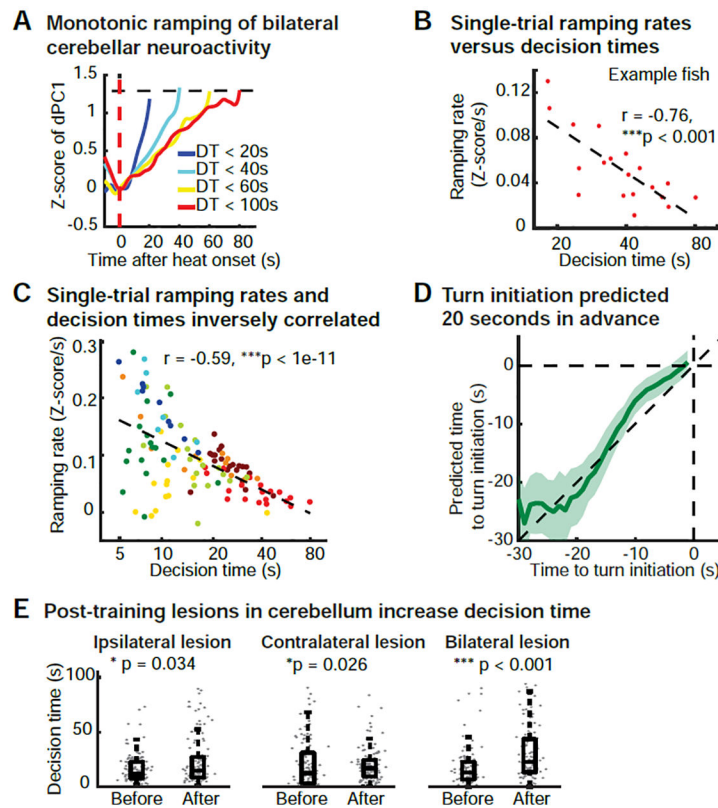 A Monotonic ramping of bilateral
cerebellar neuroactivity
Z-score of dPC1
1.5
1
0.5
0
-0.5
DT < 20s
DT < 40s
DT < 60s
DT < 100s
0 20 40 60 80
Time after heat onset (s)
B Single-trial ramping rates
versus decision times
Example fish
r = -0.76,
***p < 0.001
Ramping rate
(Z-score/s)
0.12
0.08
0.04
0
20 40 60 80
Decision time (s)
C Single-trial ramping rates and
decision times inversely correlated
r = -0.59, ***p < 1e-11
Ramping rate (Z-score/s)
0.3
0.2
0.1
0
5 10 20 40 80
Decision time (s)
D Turn initiation predicted
20 seconds in advance
Predicted time
to turn initiation (s)
0
-10
-20
-30
-30 -20 -10 0
Time to turn initiation (s)
E Post-training lesions in cerebellum increase decision time
Ipsilateral lesion
* p = 0.034
Contralateral lesion
*p = 0.026
Bilateral lesion
*** p < 0.001
Decision time (s)
100
50
0
Before After
Before After
Before After